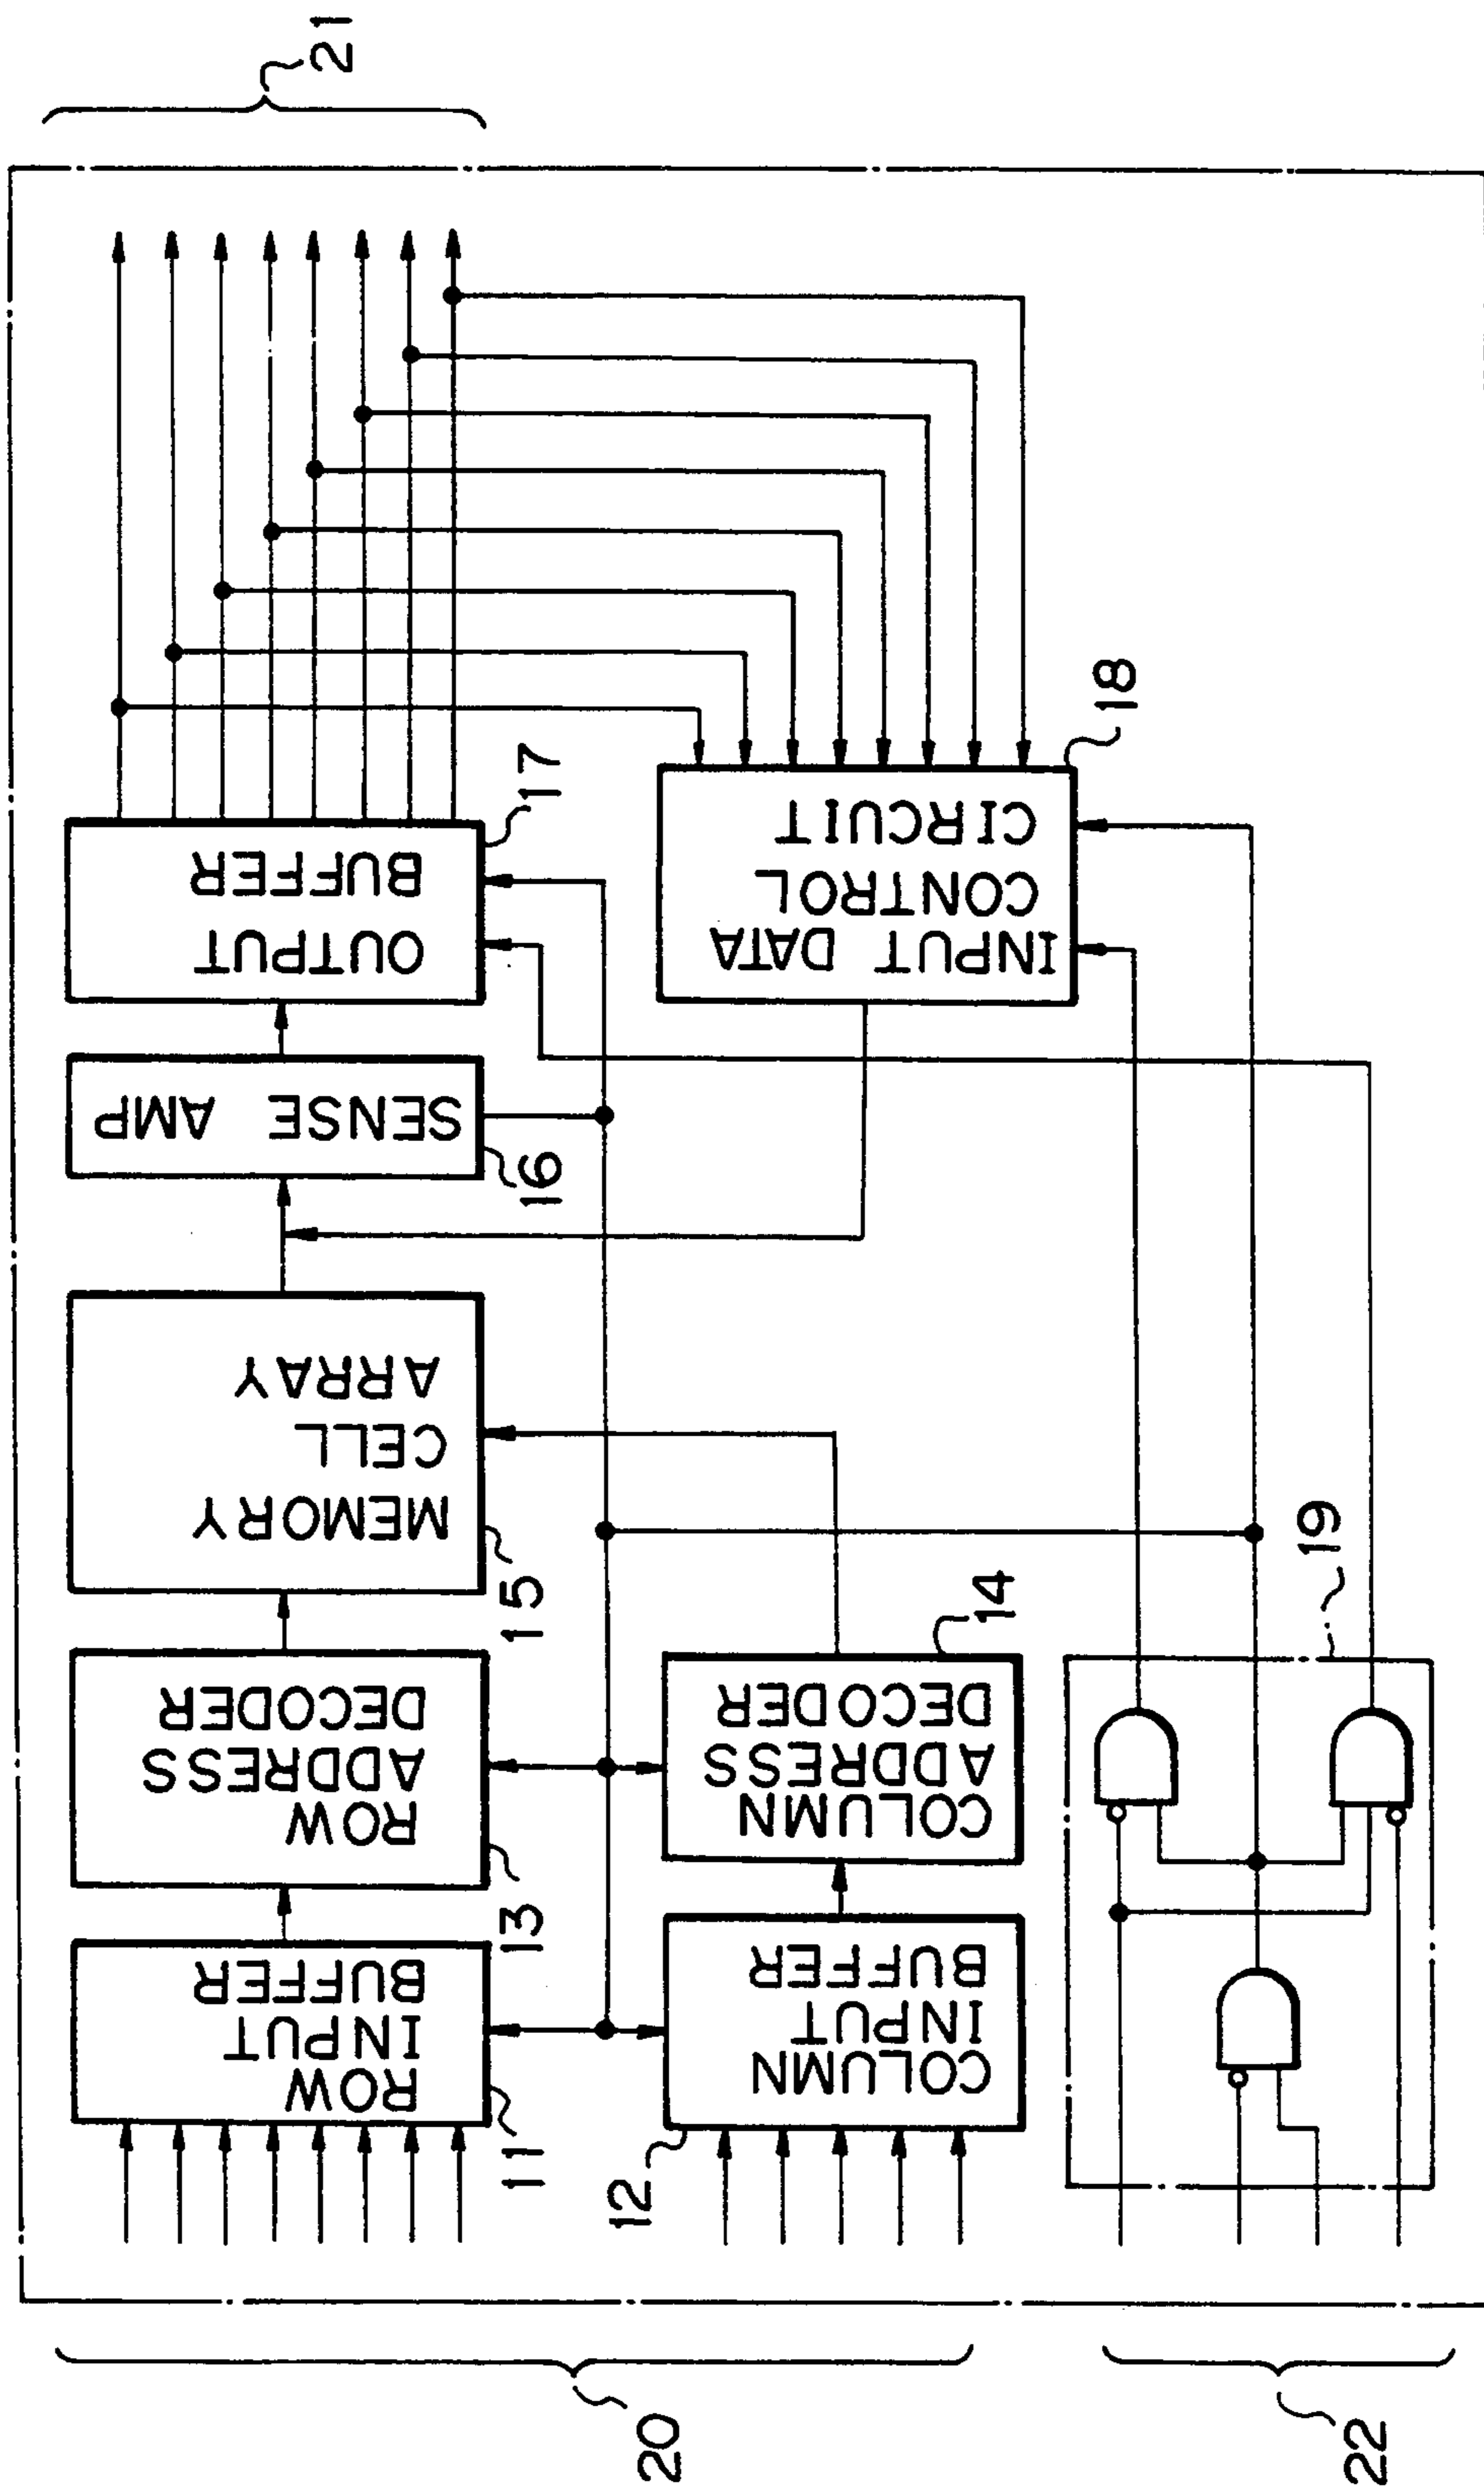 21
ROW
INPUT
BUFFER
11
ROW
ADDRESS
DECODER
13
MEMORY
CELL
ARRAY
15
SENSE AMP
16
OUTPUT
BUFFER
17
COLUMN
INPUT
BUFFER
12
COLUMN
ADDRESS
DECODER
14
INPUT DATA
CONTROL
CIRCUIT
18
19
20
22